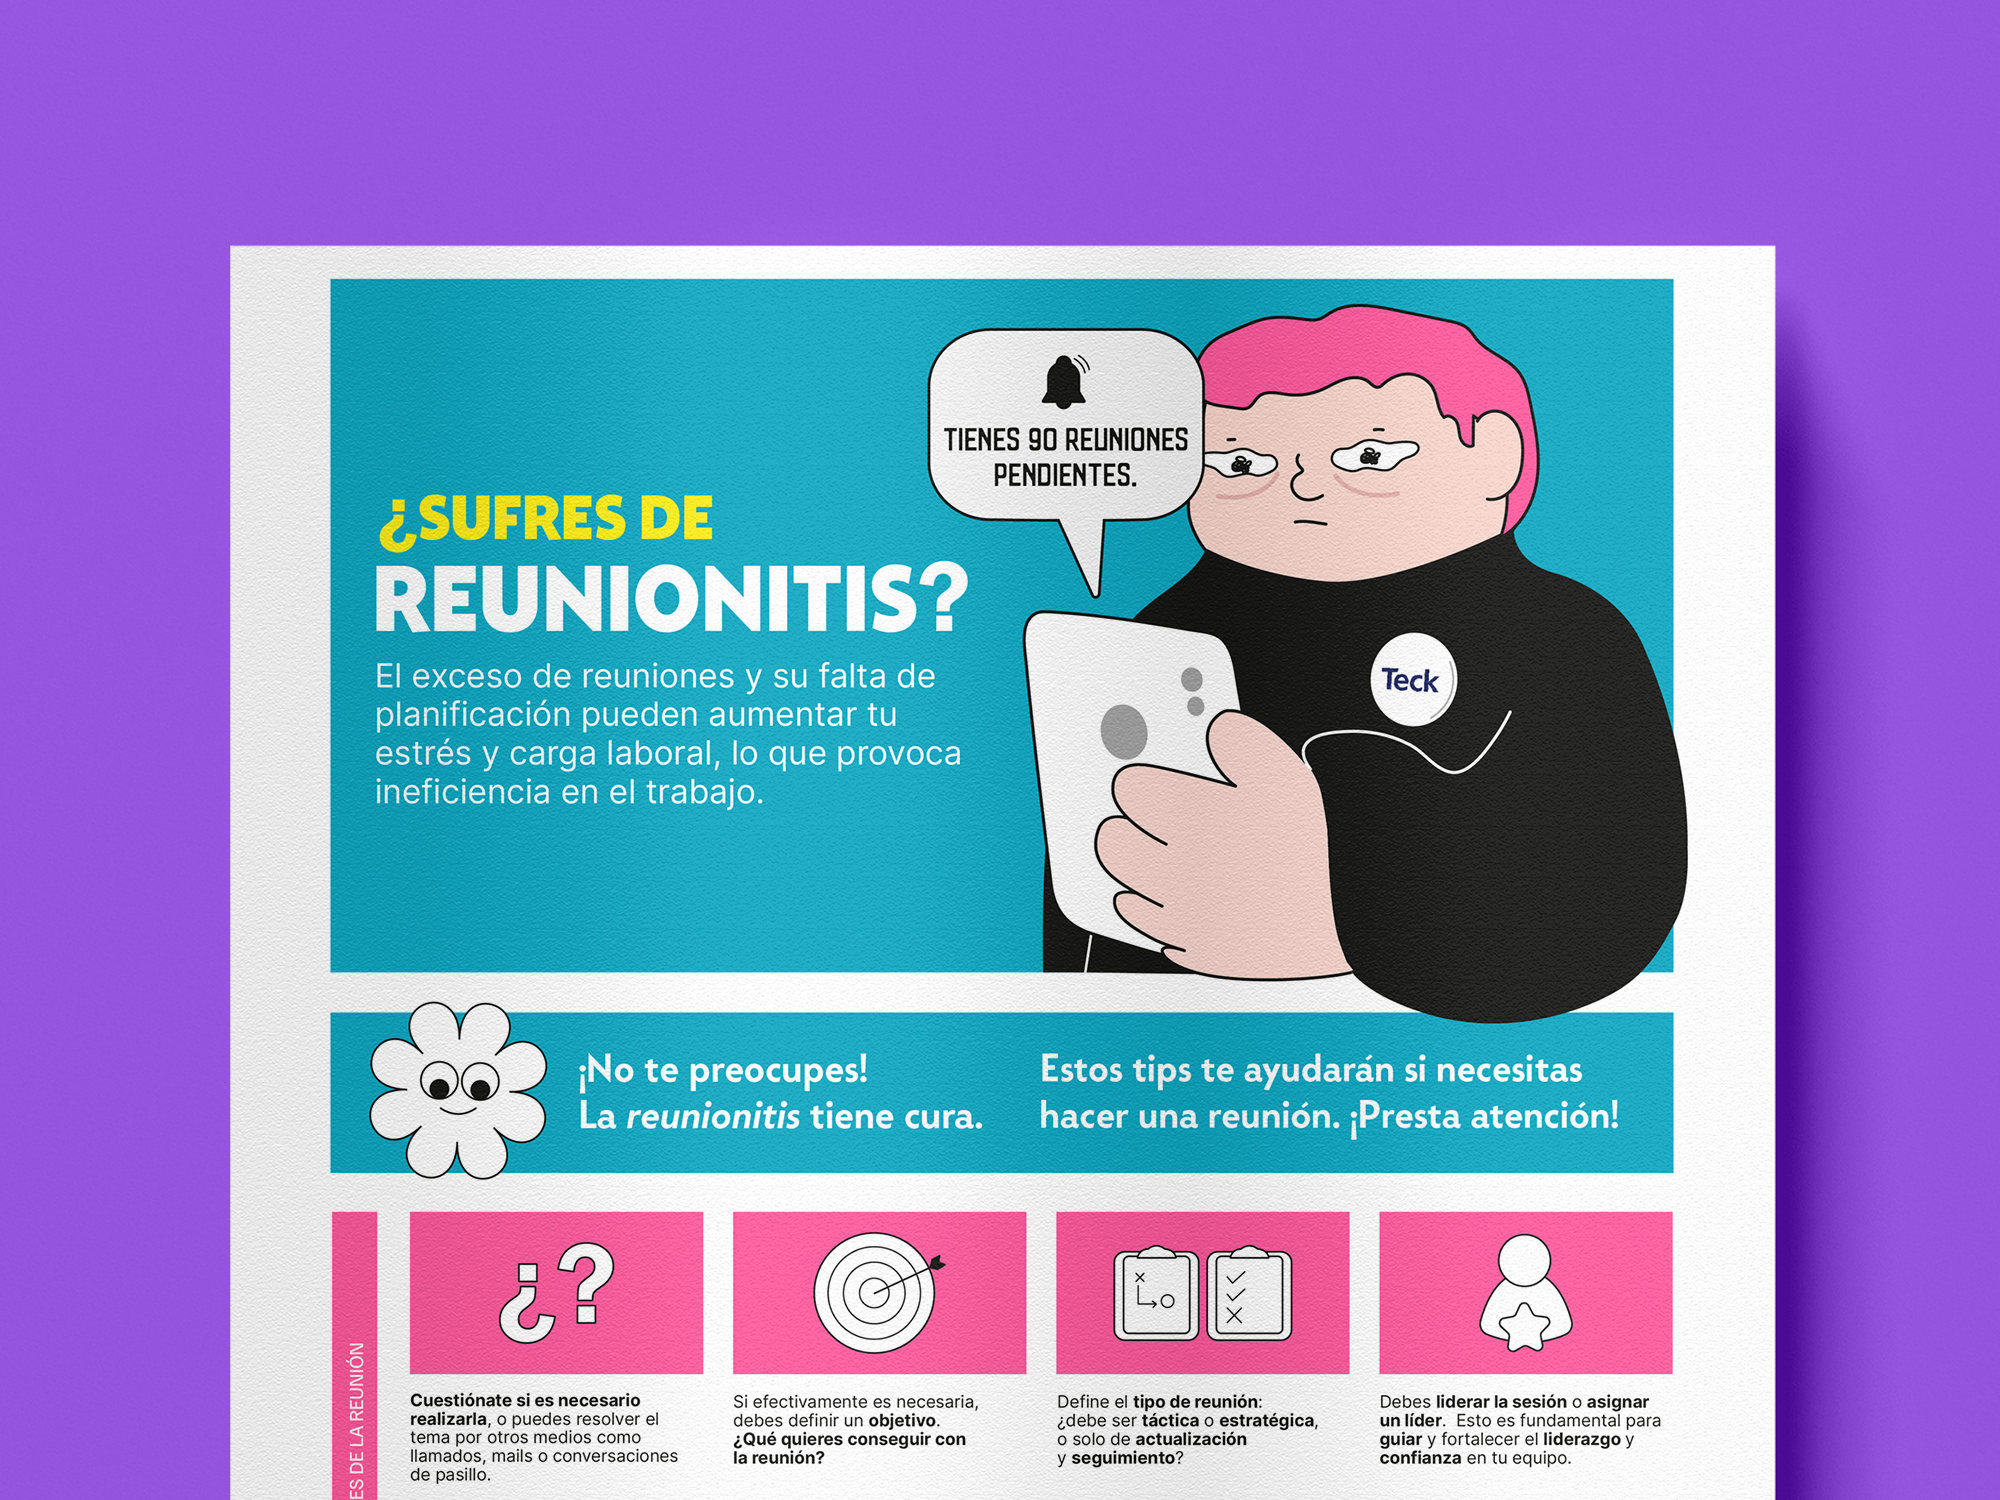 TIENES 90 REUNIONES
PENDIENTES.
¿SUFRES DE
REUNIONITIS?
El exceso de reuniones y su falta de
planificación pueden aumentar tu
estrés y carga laboral, lo que provoca
ineficiencia en el trabajo.
Teck
¡No te preocupes!
La reunionitis tiene cura.
Estos tips te ayudarán si necesitas
hacer una reunión. ¡Presta atención!
¿?
DE LA REUNIÓN
Cuestiónate si es necesario
realizarla, o puedes resolver el
tema por otros medios como
llamados, mails o conversaciones
de pasillo.
Si efectivamente es necesaria,
debes definir un objetivo.
¿Qué quieres conseguir con
la reunión?
Define el tipo de reunión:
¿debe ser táctica o estratégica,
o solo de actualización
y seguimiento?
Debes liderar la sesión o asignar
un líder. Esto es fundamental para
guiar y fortalecer el liderazgo y
confianza en tu equipo.